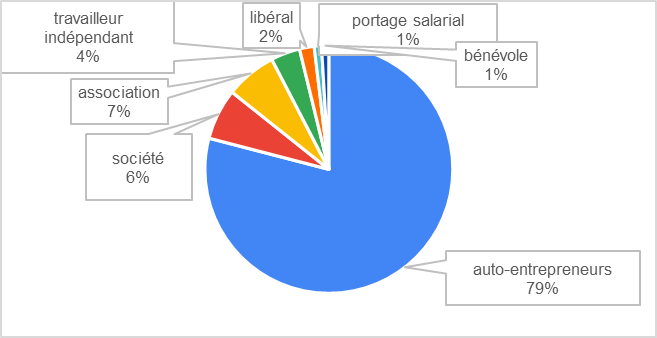 travailleur
indépendant
4%
libéral
2%
portage salarial
1%
bénévole
1%
association
7%
société
6%
auto-entrepreneurs
79%